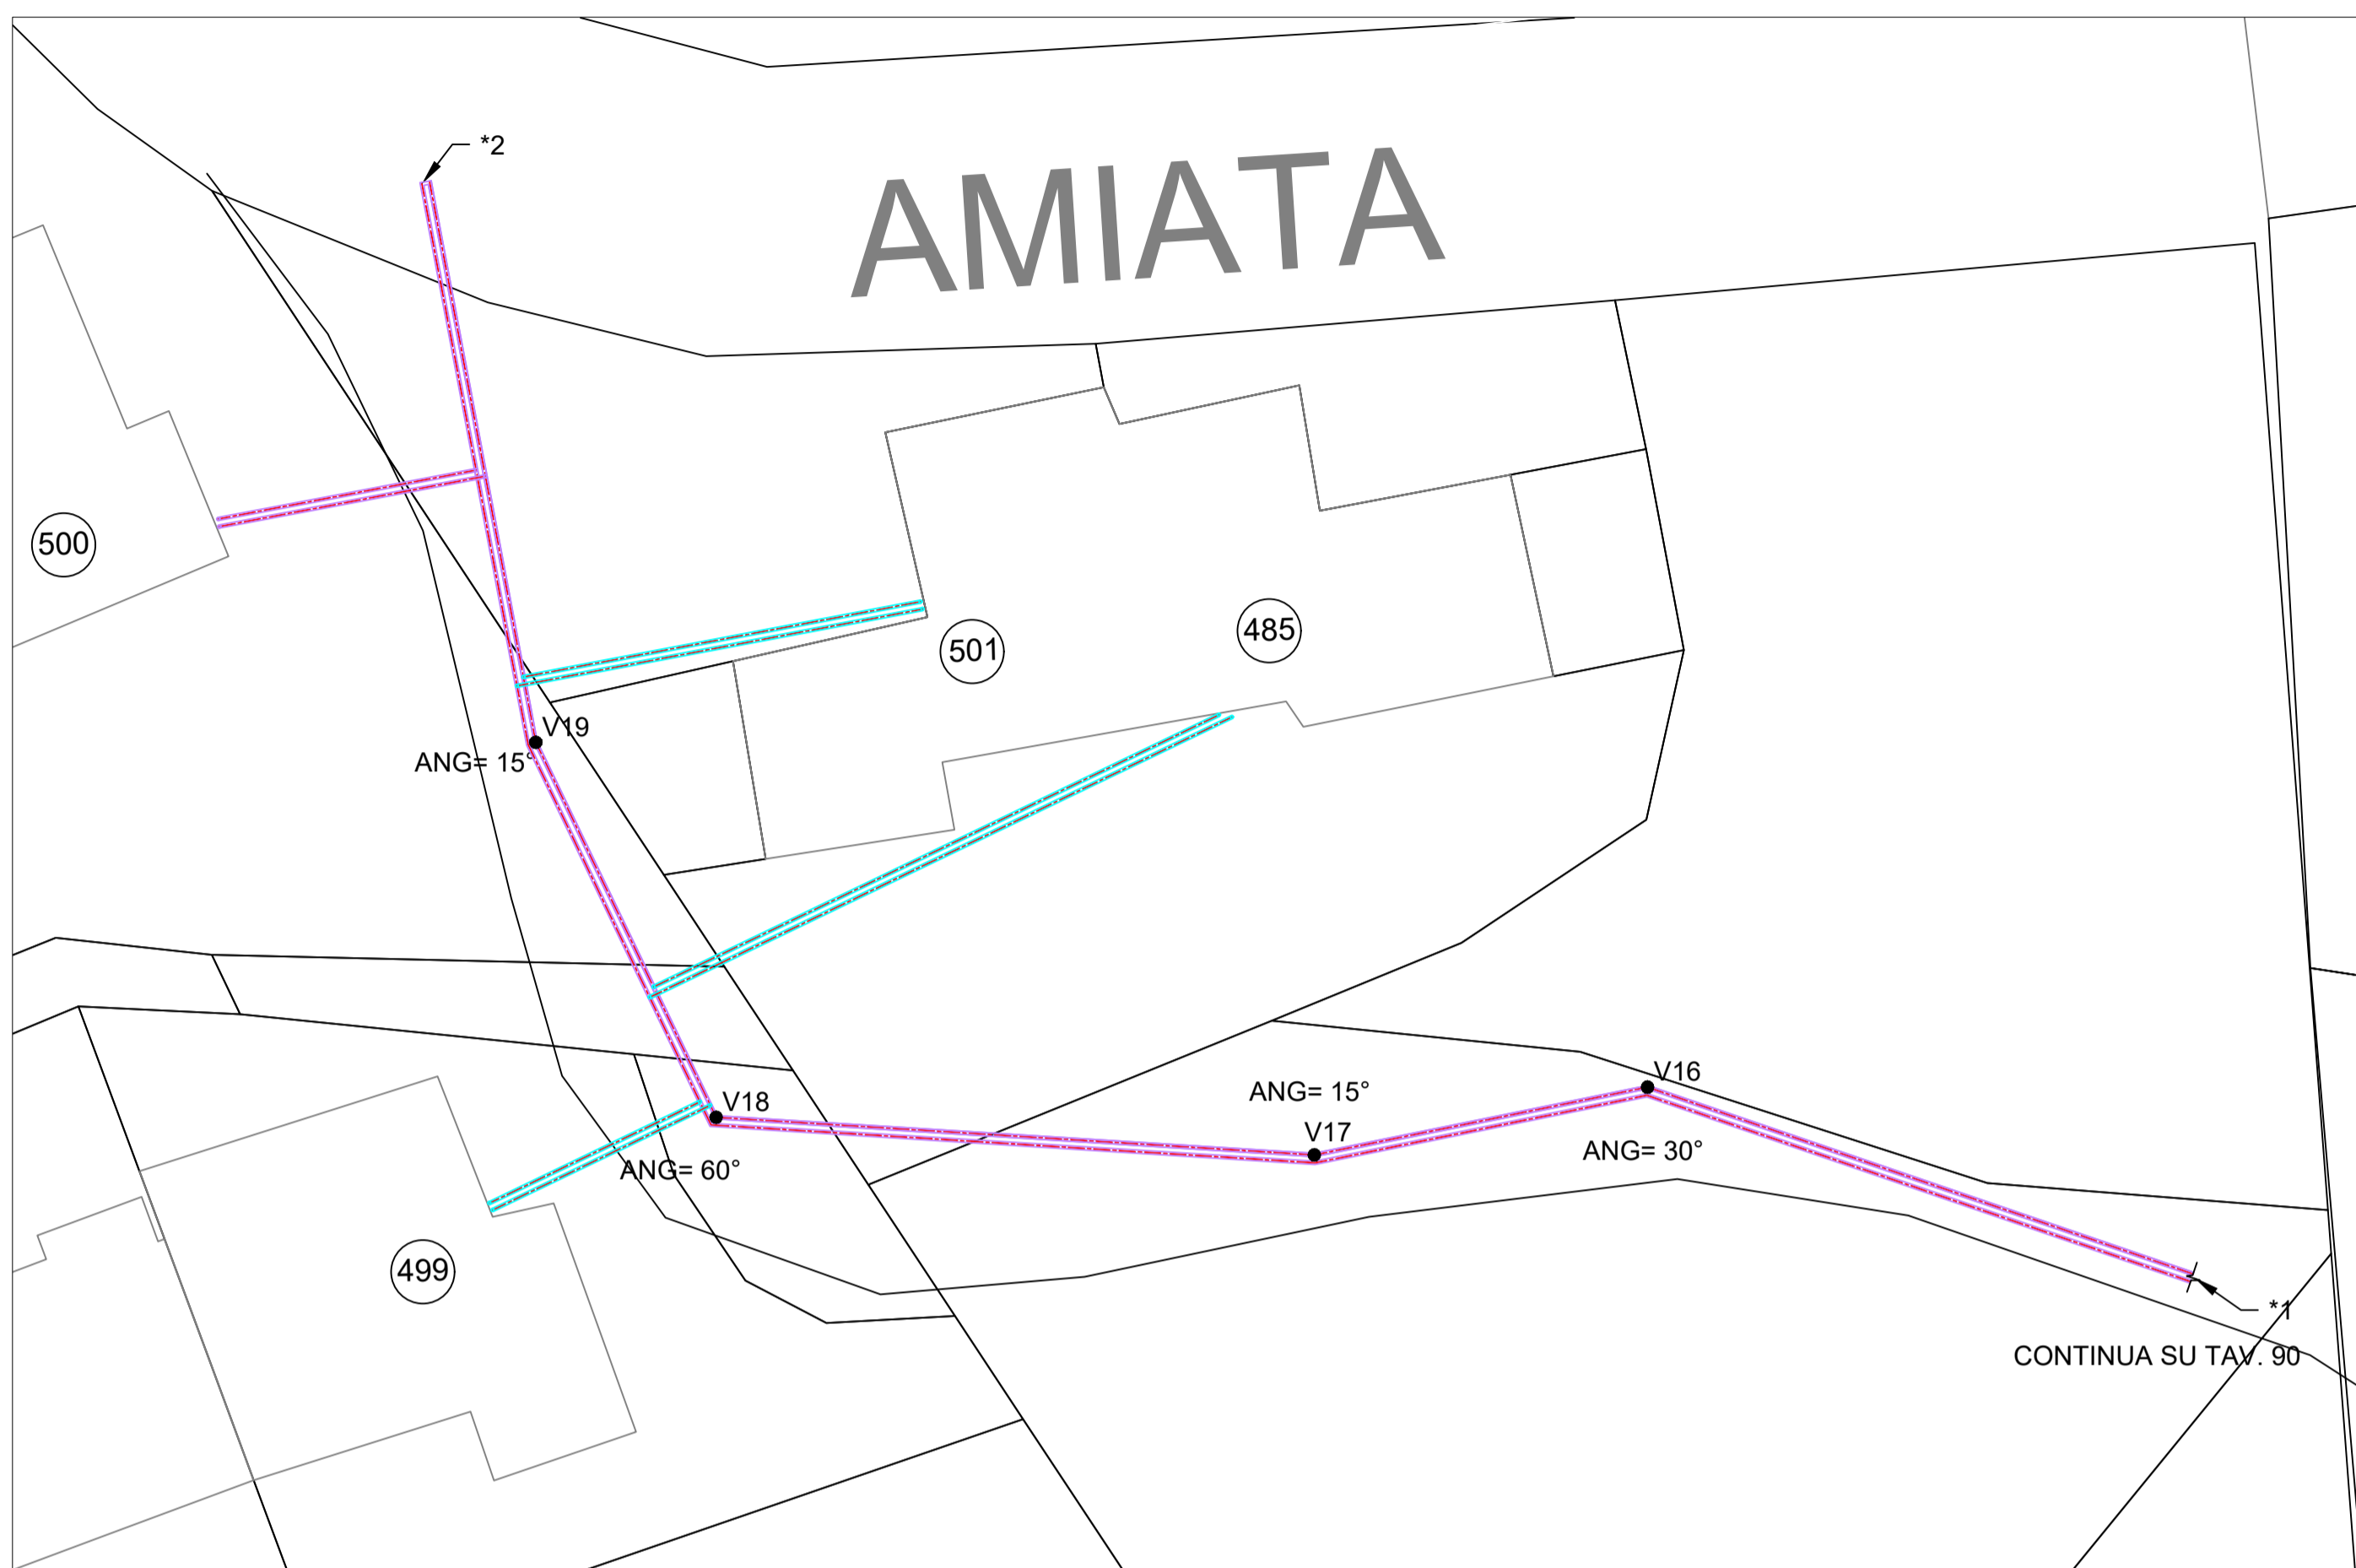 *2
AMIATA
500
501
485
V19
ANG= 15°
V16
ANG= 15°
V18
V17
ANG= 30°
ANG= 60°
499
*1
CONTINUA SU TAV. 90